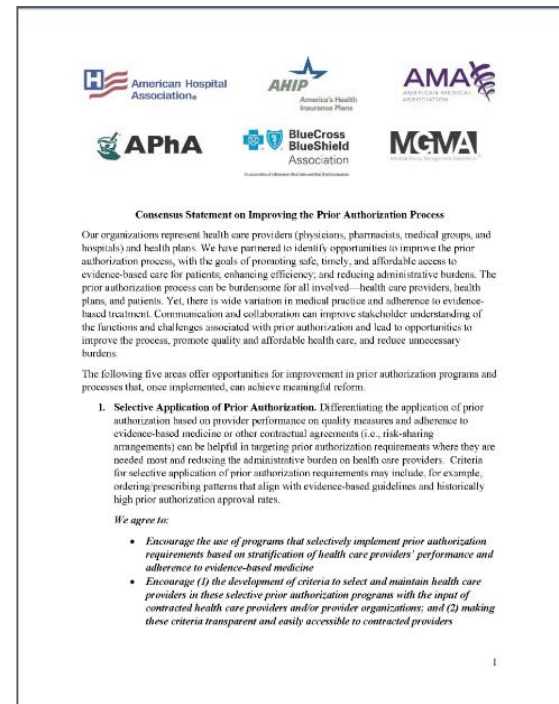 American Hospital
Association®
AHIP
America's Health
Insurance Plans
AMA
AMERICAN MEDICAL
ASSOCIATION
APhA
BlueCross
BlueShield
Association
MGMA
Consensus Statement on Improving the Prior Authorization Process
Our organizations represent health care providers (physicians, pharmacists, medical groups, and
hospitals) and health plans. We have partnered to identify opportunities to improve the prior
authorization process, with the goals of promoting safe, timely, and affordable access to
evidence-based care for patients; enhancing efficiency; and reducing administrative burdens. The
prior authorization process can be burdensome for all involved—health care providers, health
plans, and patients. Yet, there is wide variation in medical practice and adherence to evidence-
based treatment. Communication and collaboration can improve stakeholder understanding of
the functions and challenges associated with prior authorization and lead to opportunities to
improve the process, promote quality and affordable health care, and reduce unnecessary
burdens.
The following five areas offer opportunities for improvement in prior authorization programs and
processes that, once implemented, can achieve meaningful reform.
1. Selective Application of Prior Authorization. Differentiating the application of prior
authorization based on provider performance on quality measures and adherence to
evidence-based medicine or other contractual agreements (i.e., risk-sharing
arrangements) can be helpful in targeting prior authorization requirements where they are
needed most and reducing the administrative burden on health care providers. Criteria
for selective application of prior authorization requirements may include, for example,
ordering/prescribing patterns that align with evidence-based guidelines and historically
high prior authorization approval rates.
We agree to:
• Encourage the use of programs that selectively implement prior authorization
requirements based on stratification of health care providers' performance and
adherence to evidence-based medicine
• Encourage (1) the development of criteria to select and maintain health care
providers in these selective prior authorization programs with the input of
contracted health care providers and/or provider organizations; and (2) making
these criteria transparent and easily accessible to contracted providers
1